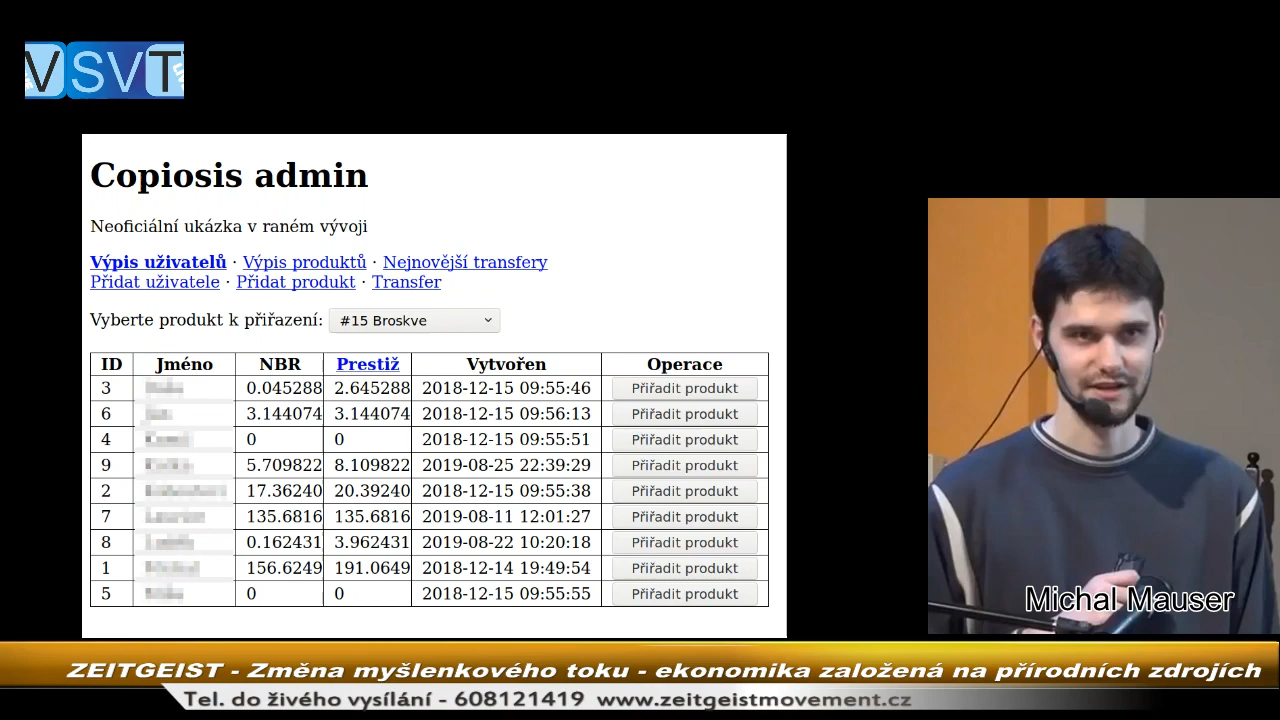 VSVT
Copiosis admin
Neoficiální ukázka v raném vývoji
Výpis uživatelů · Výpis produktů · Nejnovější transfery
Přidat uživatele · Přidat produkt · Transfer
Vyberte produkt k přiřazení: #15 Broskve
ID Jméno NBR Prestiž Vytvořen Operace
3 0.045288 2.645288 2018-12-15 09:55:46 Přiřadit produkt
6 3.144074 3.144074 2018-12-15 09:56:13 Přiřadit produkt
4 0 0 2018-12-15 09:55:51 Přiřadit produkt
9 5.709822 8.109822 2019-08-25 22:39:29 Přiřadit produkt
2 17.36240 20.39240 2018-12-15 09:55:38 Přiřadit produkt
7 135.6816 135.6816 2019-08-11 12:01:27 Přiřadit produkt
8 0.162431 3.962431 2019-08-22 10:20:18 Přiřadit produkt
1 156.6249 191.0649 2018-12-14 19:49:54 Přiřadit produkt
5 0 0 2018-12-15 09:55:55 Přiřadit produkt
Michal Mauser
ZEITGEIST - Změna myšlenkového toku - ekonomika založená na přírodních zdrojích
Tel. do živého vysílání - 608121419 www.zeitgeistmovement.cz